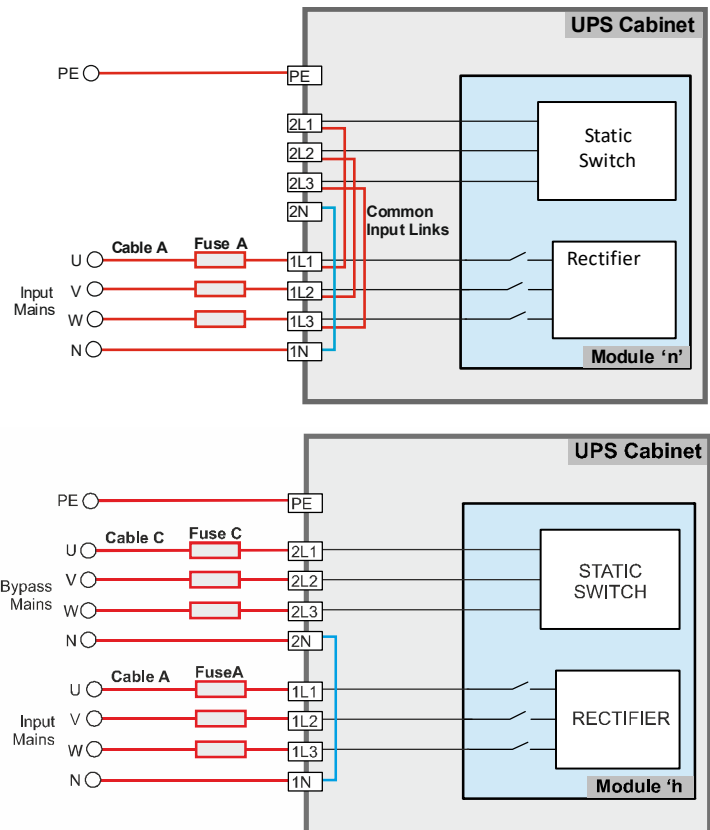 UPS Cabinet
PE
PE
2L1
2L2
2L3
2N
Static
Switch
Common
Input Links
Cable A
Fuse A
U
V
W
N
Input
Mains
1L1
1L2
1L3
1N
Rectifier
Module ‘n’
UPS Cabinet
PE
PE
Cable C
Fuse C
U
V
W
N
Bypass
Mains
2L1
2L2
2L3
2N
STATIC
SWITCH
Cable A
FuseA
U
V
W
N
Input
Mains
1L1
1L2
1L3
1N
RECTIFIER
Module ‘h